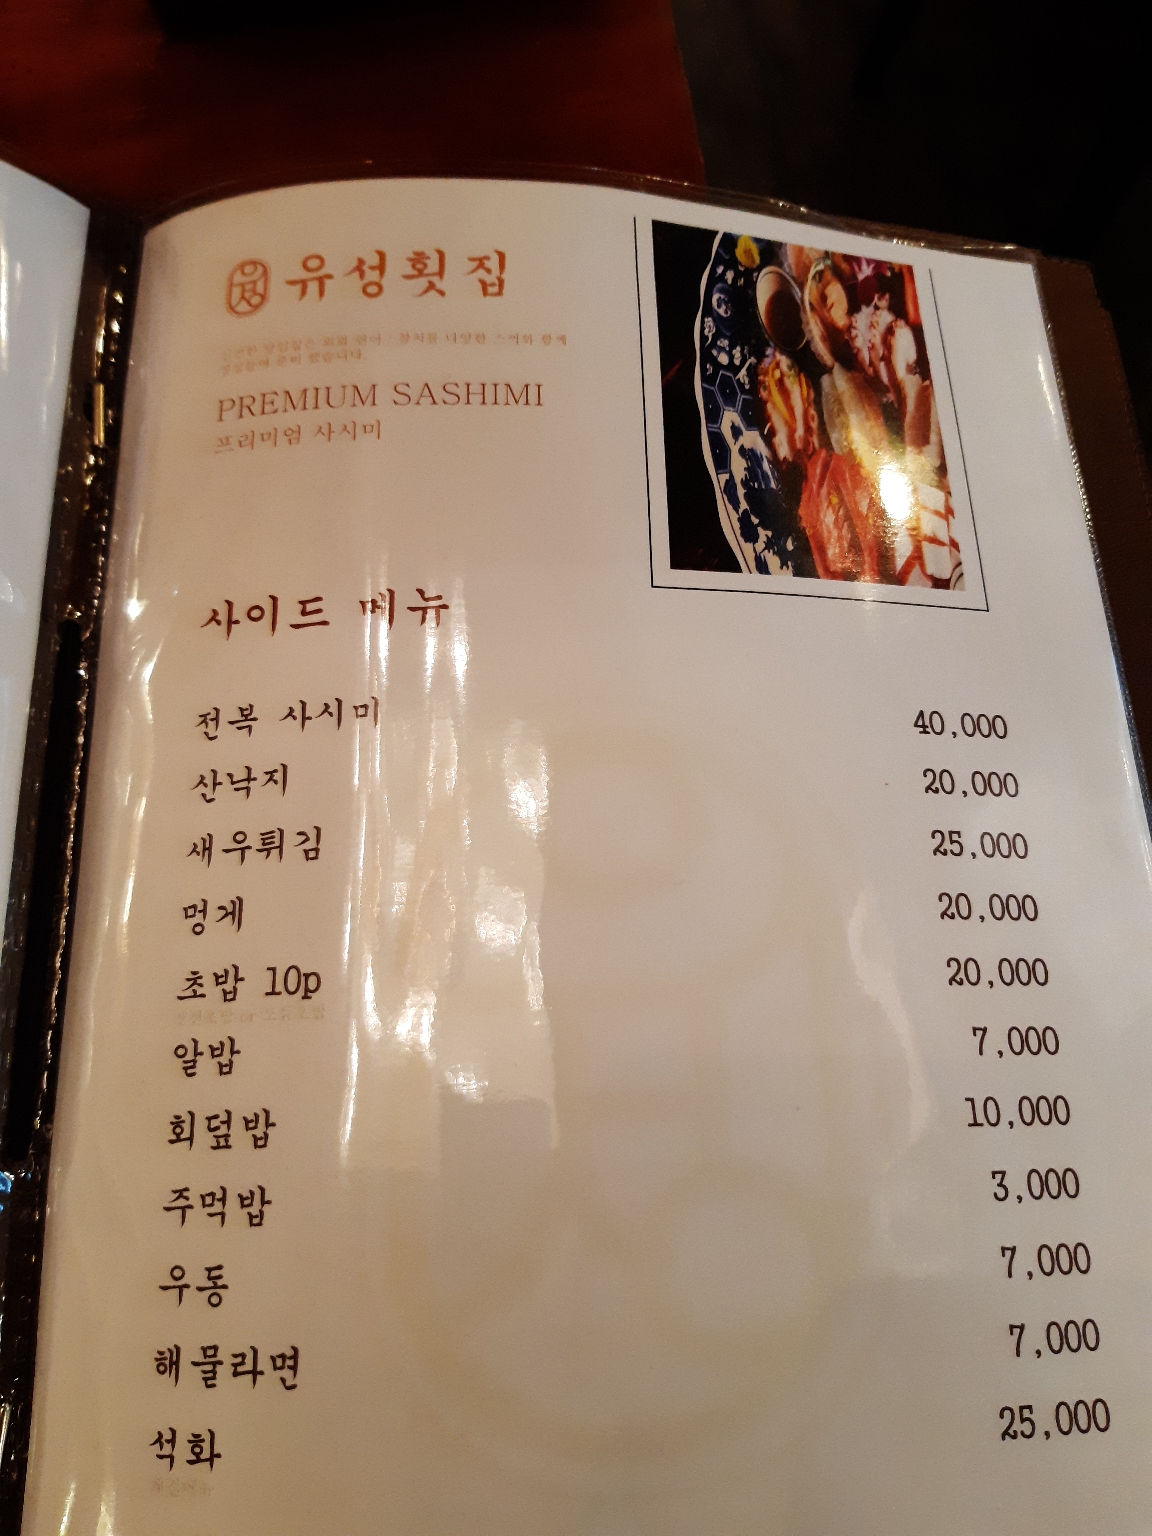 유성횟집
PREMIUM SASHIMI
프리미엄 사시미
사이드 메뉴
전복 사시미 40,000
산낙지 20,000
새우튀김 25,000
멍게 20,000
초밥 10p 20,000
알밥 7,000
회덮밥 10,000
주먹밥 3,000
우동 7,000
해물라면 7,000
석화 25,000